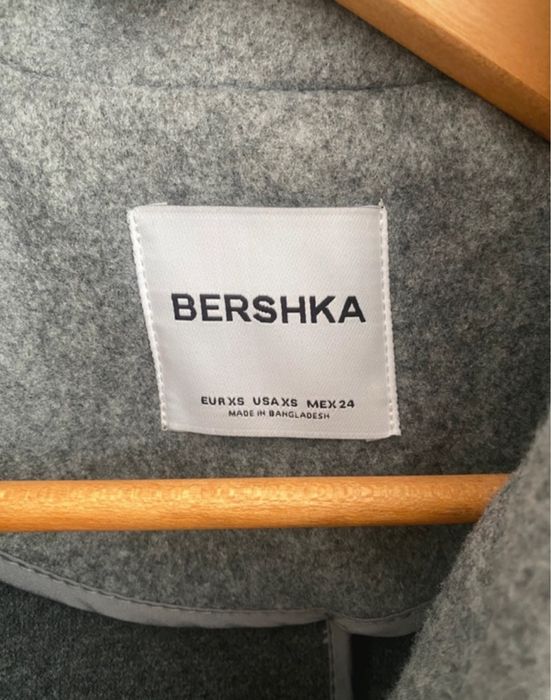 BERSHKA
EUR XS USA XS MEX 24
MADE IN BANGLADESH